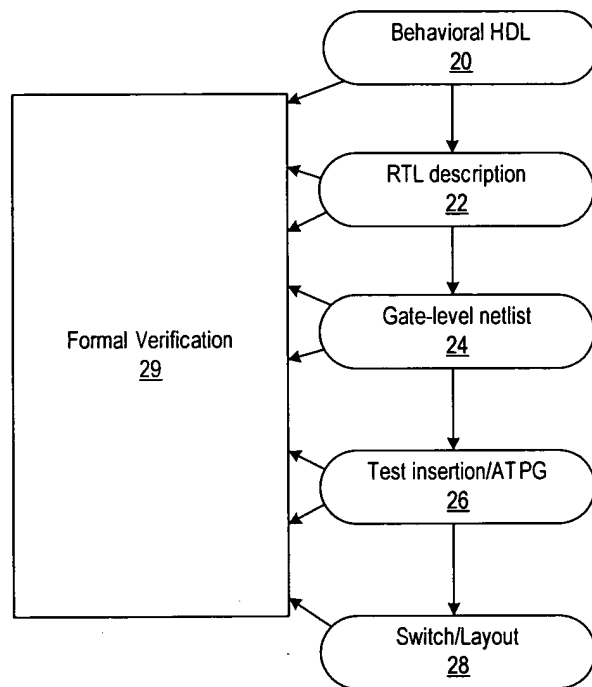 Behavioral HDL
20
RTL description
22
Gate-level netlist
24
Formal Verification
29
Test insertion/ATPG
26
Switch/Layout
28